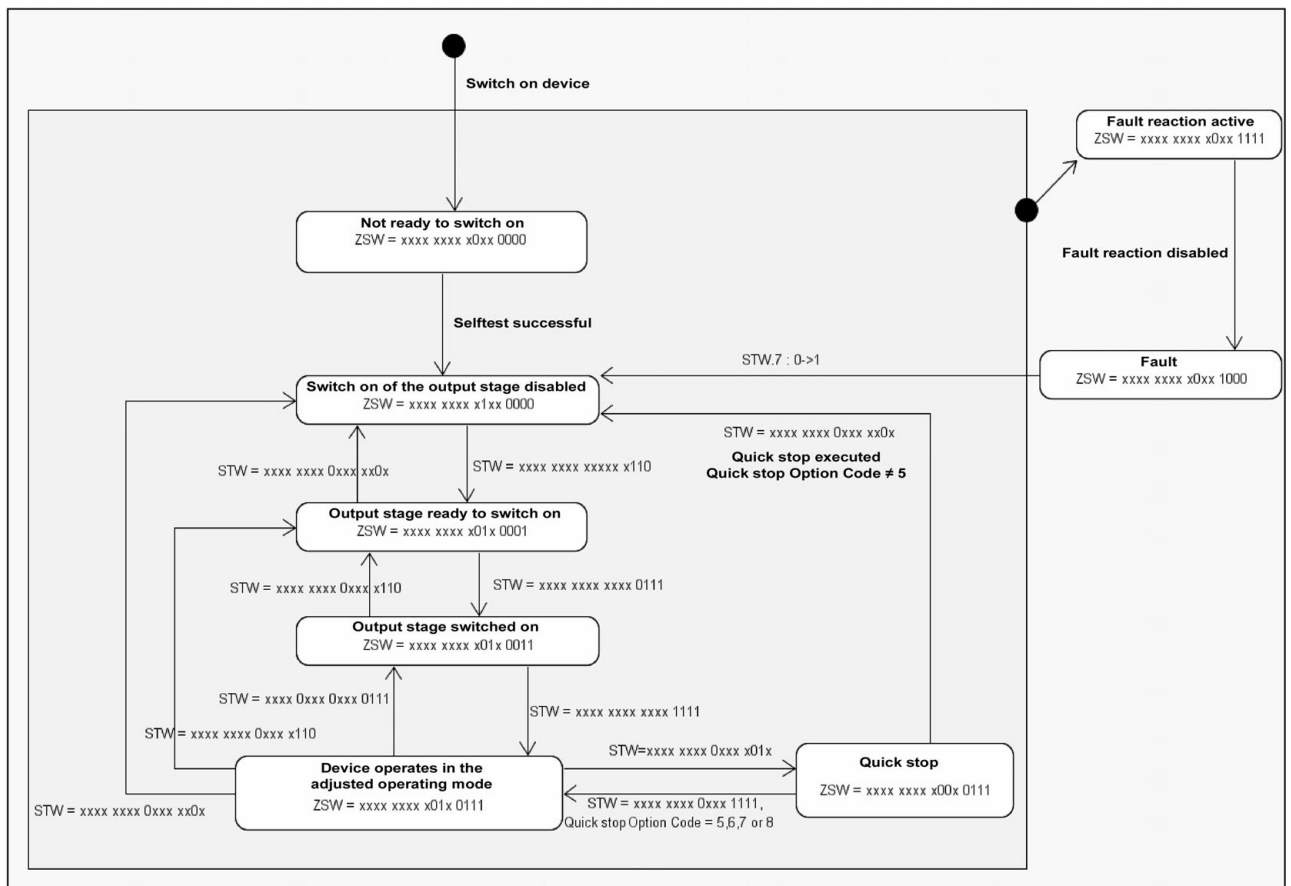 Switch on device
Fault reaction active
ZSW = xxxx xxxx x0xx 1111
Not ready to switch on
ZSW = xxxx xxxx x0xx 0000
Fault reaction disabled
Selftest successful
STW.7 : 0->1
Fault
ZSW = xxxx xxxx x0xx 1000
Switch on of the output stage disabled
ZSW = xxxx xxxx x1xx 0000
STW = xxxx xxxx 0xxx xx0x
Quick stop executed
Quick stop Option Code ≠ 5
STW = xxxx xxxx 0xxx xx0x
STW = xxxx xxxx xxxxx x110
Output stage ready to switch on
ZSW = xxxx xxxx x01x 0001
STW = xxxx xxxx 0xxx x110
STW = xxxx xxxx xxxx 0111
Output stage switched on
ZSW = xxxx xxxx x01x 0011
STW = xxxx 0xxx 0xxx 0111
STW = xxxx xxxx xxxx 1111
STW = xxxx xxxx 0xxx x110
STW=xxxx xxxx 0xxx x01x
Device operates in the
adjusted operating mode
ZSW = xxxx xxxx x01x 0111
Quick stop
ZSW = xxxx xxxx x00x 0111
STW = xxxx xxxx 0xxx 1111,
Quick stop Option Code = 5,6,7 or 8
STW = xxxx xxxx 0xxx xx0x